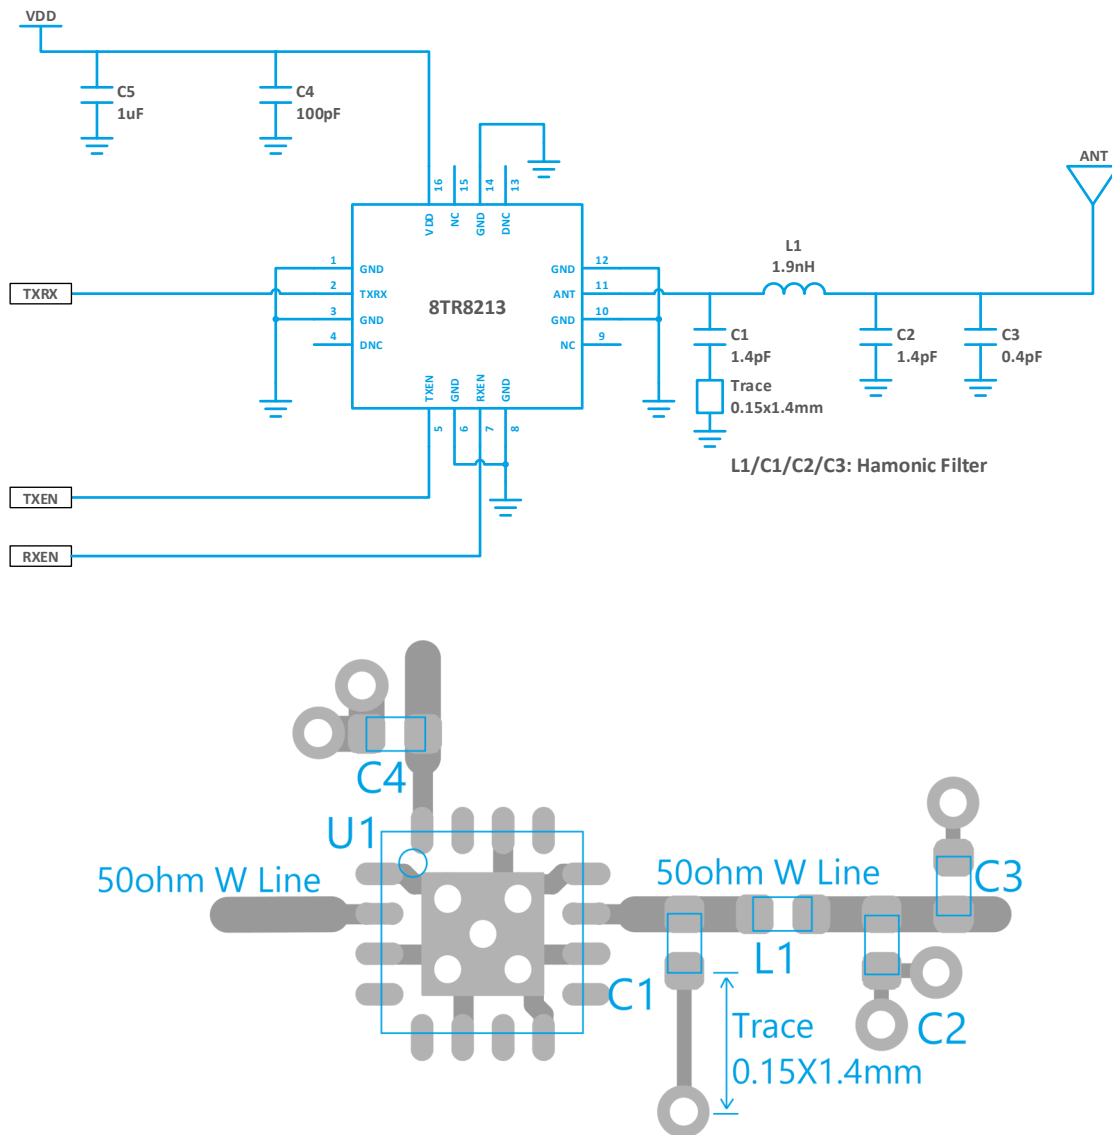 VDD
C5
1uF
C4
100pF
16
15
14
13
VDD
NC
GND
DNC
ANT
L1
1.9nH
1
GND
GND
12
TXRX
2
TXRX
8TR8213
ANT
11
3
GND
GND
10
4
DNC
NC
9
C1
1.4pF
C2
1.4pF
C3
0.4pF
Trace
0.15x1.4mm
TXEN
GND
RXEN
GND
5
6
7
8
L1/C1/C2/C3: Hamonic Filter
TXEN
RXEN
C4
U1
50ohm W Line
50ohm W Line
C3
L1
C1
C2
Trace
0.15X1.4mm